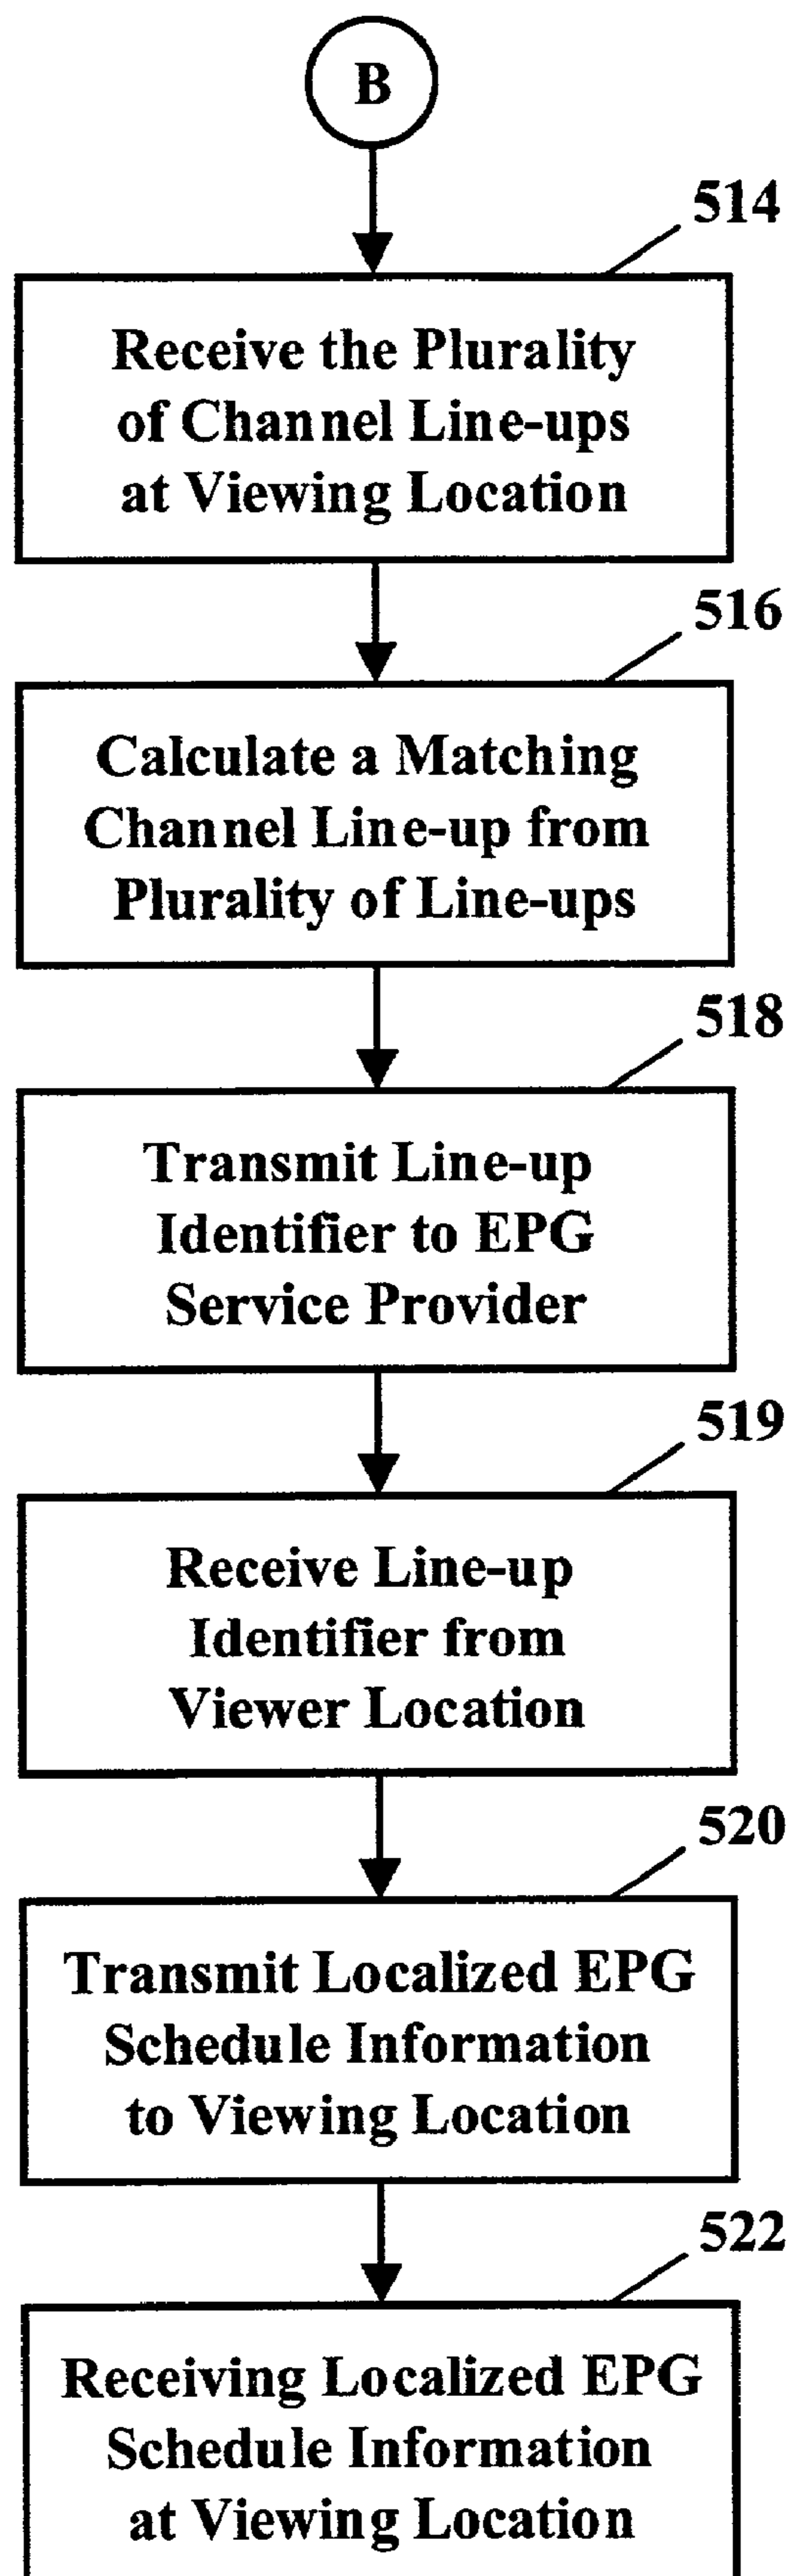 B
514
Receive the Plurality
of Channel Line-ups
at Viewing Location
516
Calculate a Matching
Channel Line-up from
Plurality of Line-ups
518
Transmit Line-up
Identifier to EPG
Service Provider
519
Receive Line-up
Identifier from
Viewer Location
520
Transmit Localized EPG
Schedule Information
to Viewing Location
522
Receiving Localized EPG
Schedule Information
at Viewing Location